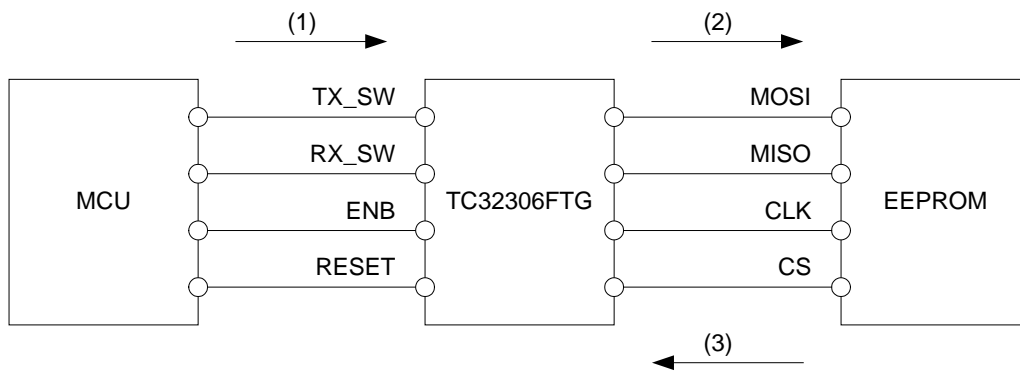 (1)
(2)
TX_SW
MOSI
RX_SW
MISO
MCU
TC32306FTG
EEPROM
ENB
CLK
RESET
CS
(3)